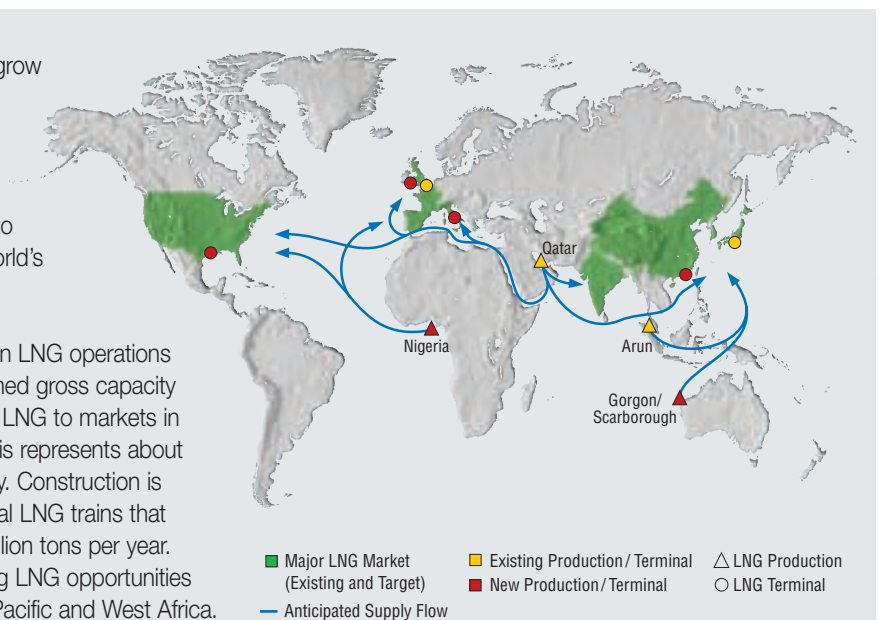 grow
o
rld's
n LNG operations
ned gross capacity
LNG to markets in
is represents about
y. Construction is
al LNG trains that
lion tons per year.
g LNG opportunities
Pacific and West Africa.
Qatar
Nigeria
Arun
Gorgon/
Scarborough
Major LNG Market
(Existing and Target)
Anticipated Supply Flow
Existing Production / Terminal
New Production / Terminal
LNG Production
LNG Terminal